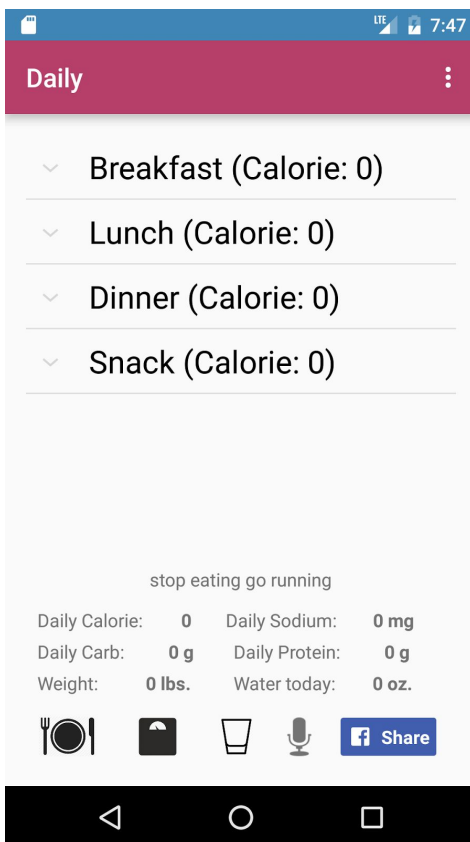 LTE 7:47
Daily
Breakfast (Calorie: 0)
Lunch (Calorie: 0)
Dinner (Calorie: 0)
Snack (Calorie: 0)
stop eating go running
Daily Calorie: 0 Daily Sodium: 0 mg
Daily Carb: 0 g Daily Protein: 0 g
Weight: 0 lbs. Water today: 0 oz.
f Share